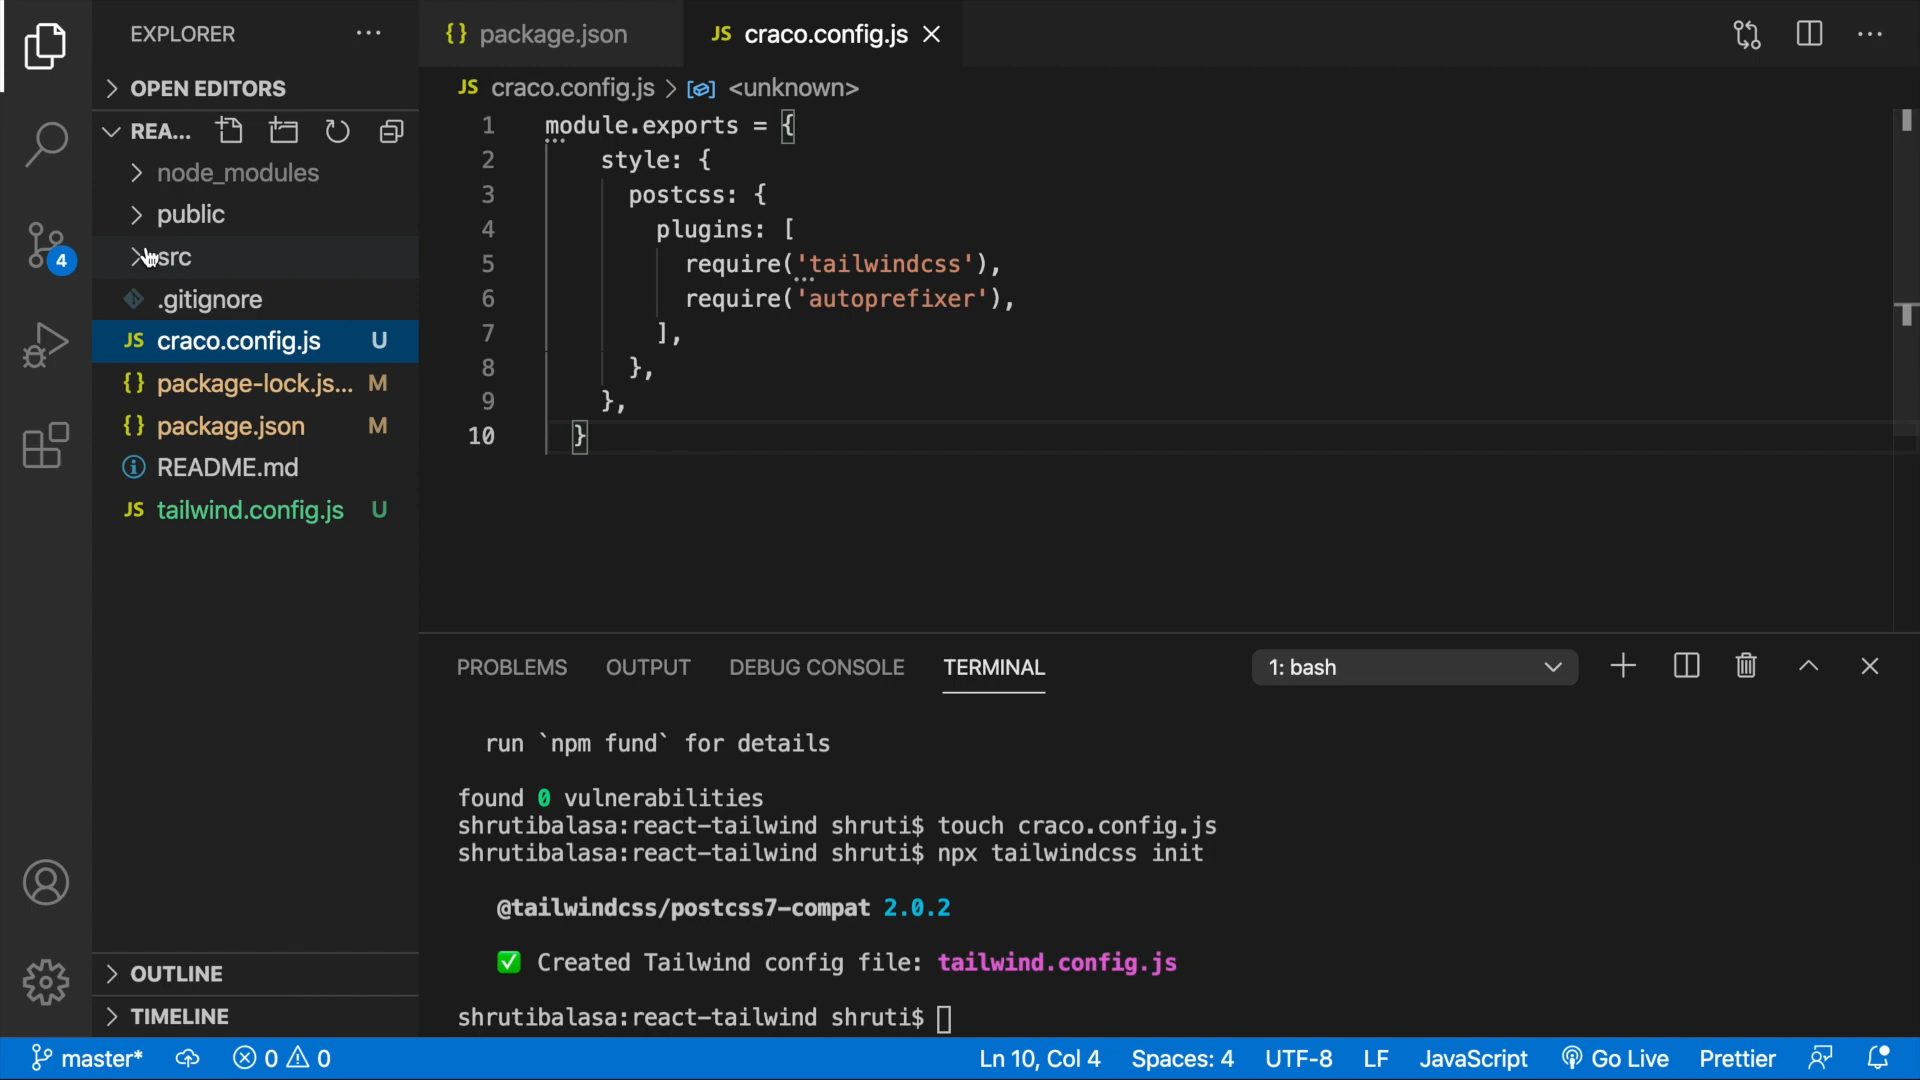 EXPLORER
OPEN EDITORS
REA...
node_modules
public
src
.gitignore
JS craco.config.js U
{} package-lock.js... M
{} package.json M
README.md
JS tailwind.config.js U
OUTLINE
TIMELINE
4
{} package.json
JS craco.config.js
JS craco.config.js > <unknown>
1 module.exports = {
2 style: {
3 postcss: {
4 plugins: [
5 require('tailwindcss'),
6 require('autoprefixer'),
7 ],
8 },
9 },
10 }
PROBLEMS OUTPUT DEBUG CONSOLE TERMINAL 1: bash
run `npm fund` for details
found 0 vulnerabilities
shrutibalasa:react-tailwind shruti$ touch craco.config.js
shrutibalasa:react-tailwind shruti$ npx tailwindcss init
@tailwindcss/postcss7-compat 2.0.2
✅ Created Tailwind config file: tailwind.config.js
shrutibalasa:react-tailwind shruti$
master* 0 0 Ln 10, Col 4 Spaces: 4 UTF-8 LF JavaScript Go Live Prettier